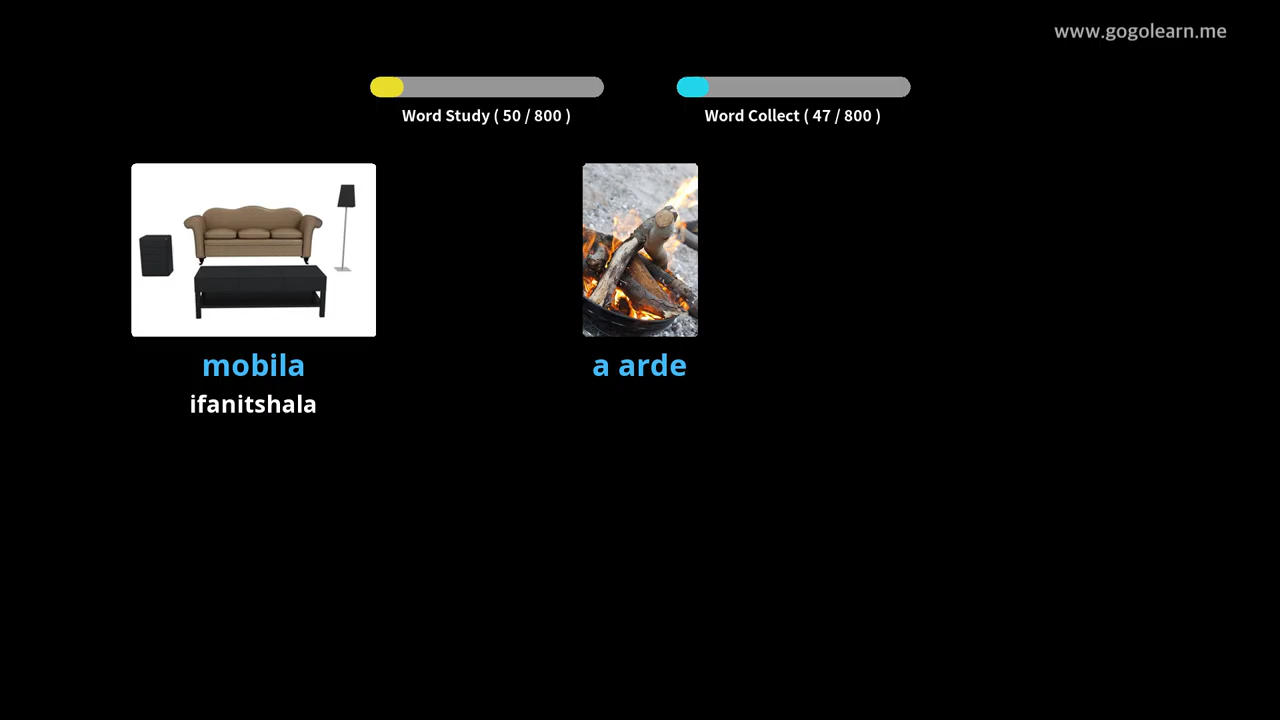 www.gogolearn.me
Word Study ( 50 / 800 )
Word Collect ( 47 / 800 )
mobila
ifanitshala
a arde